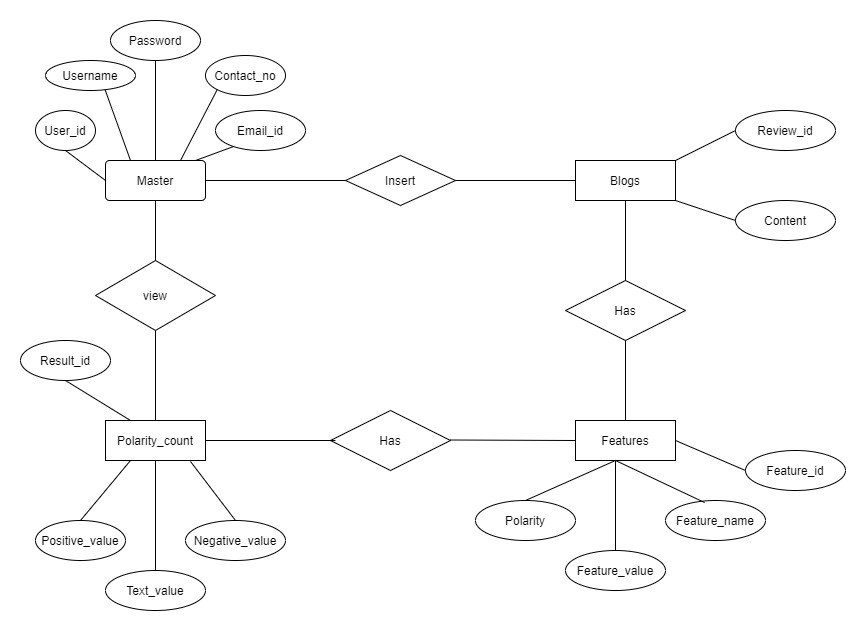 Password
Username
Contact_no
User_id
Email_id
Review_id
Master
Insert
Blogs
Content
view
Has
Result_id
Polarity_count
Has
Features
Feature_id
Positive_value
Negative_value
Polarity
Feature_name
Text_value
Feature_value